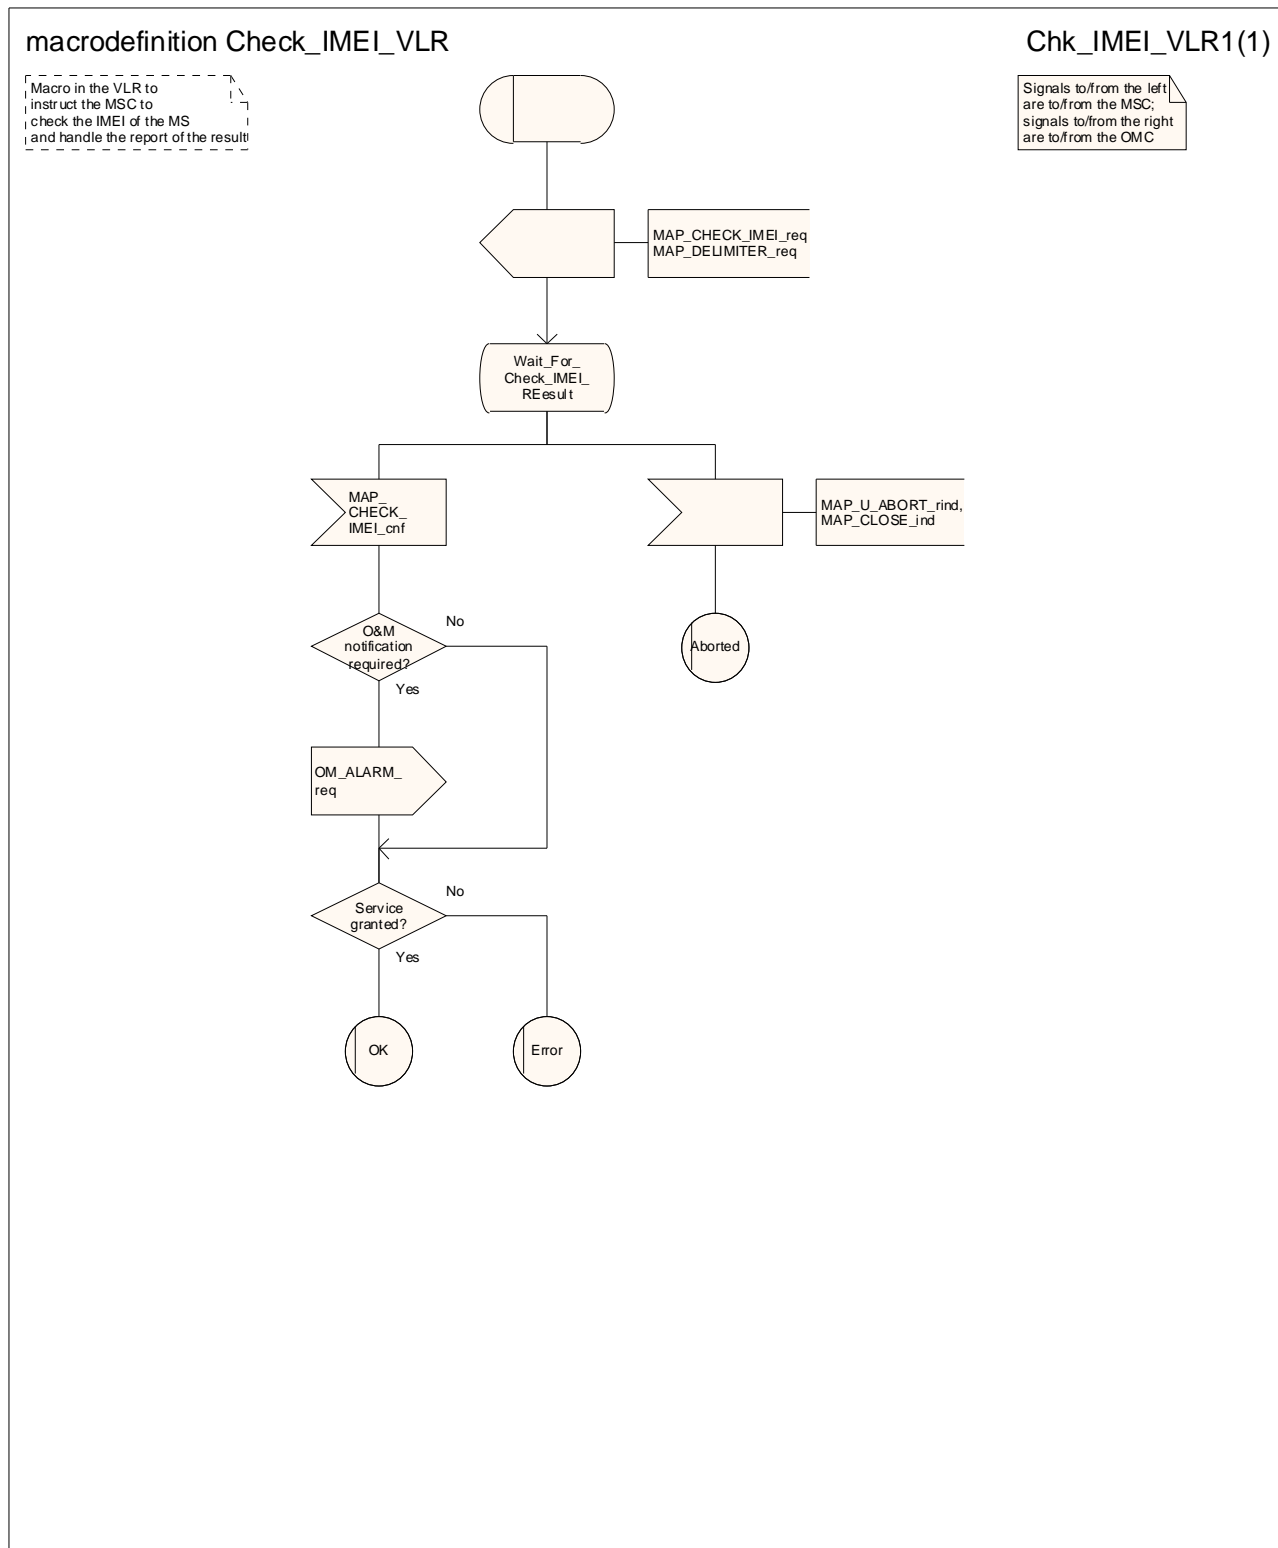 macrodefinition Check_IMEI_VLR
Chk_IMEI_VLR1(1)
Macro in the VLR to
instruct the MSC to
check the IMEI of the MS
and handle the report of the result
Signals to/from the left
are to/from the MSC;
signals to/from the right
are to/from the OMC
MAP_CHECK_IMEI_req
MAP_DELIMITER_req
Wait_For_
Check_IMEI_
REesult
MAP_
CHECK_
IMEI_cnf
MAP_U_ABORT_rind,
MAP_CLOSE_ind
O&M
notification
required?
No
Yes
Aborted
OM_ALARM_
req
Service
granted?
No
Yes
OK
Error